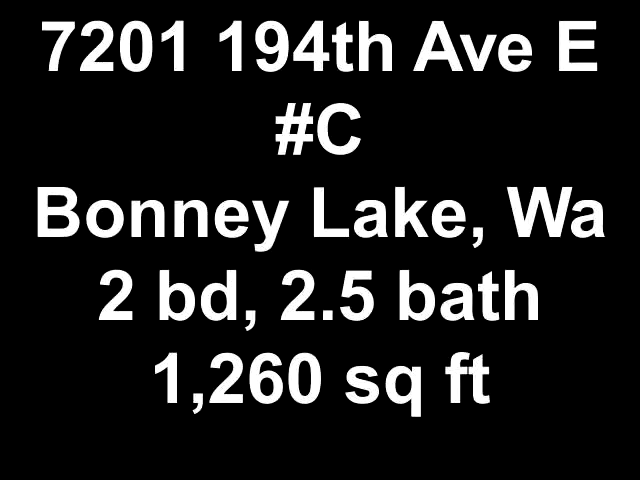 7201 194th Ave E
#C
Bonney Lake, Wa
2 bd, 2.5 bath
1,260 sq ft